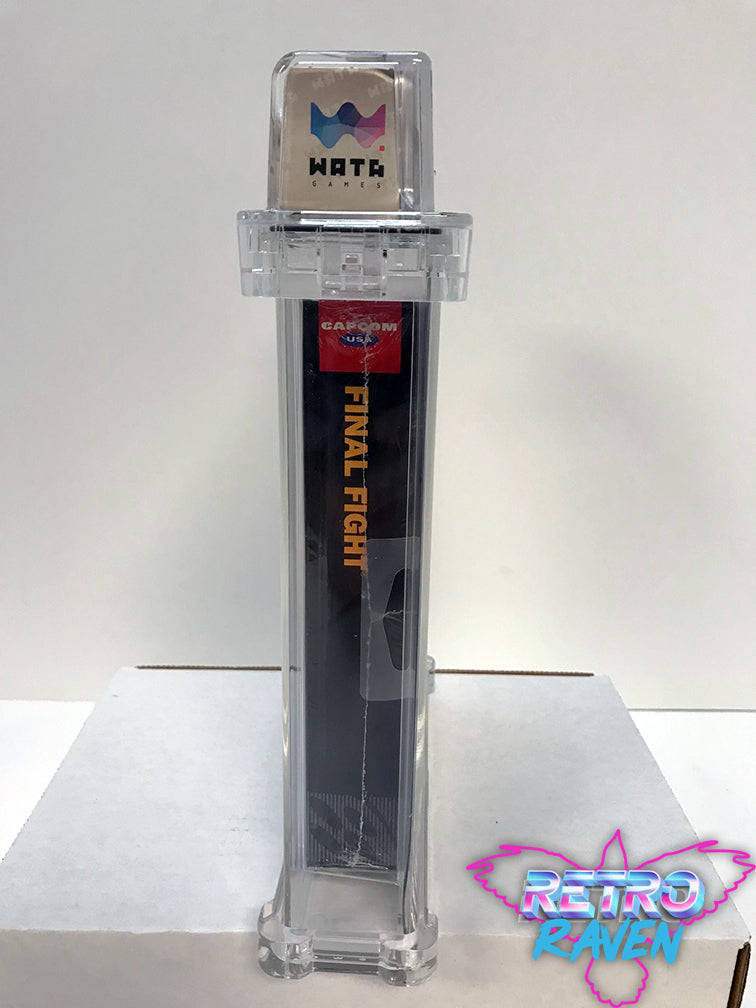 WATA
GAMES
CAPCOM
USA
FINAL FIGHT
RETRO
RAVEN